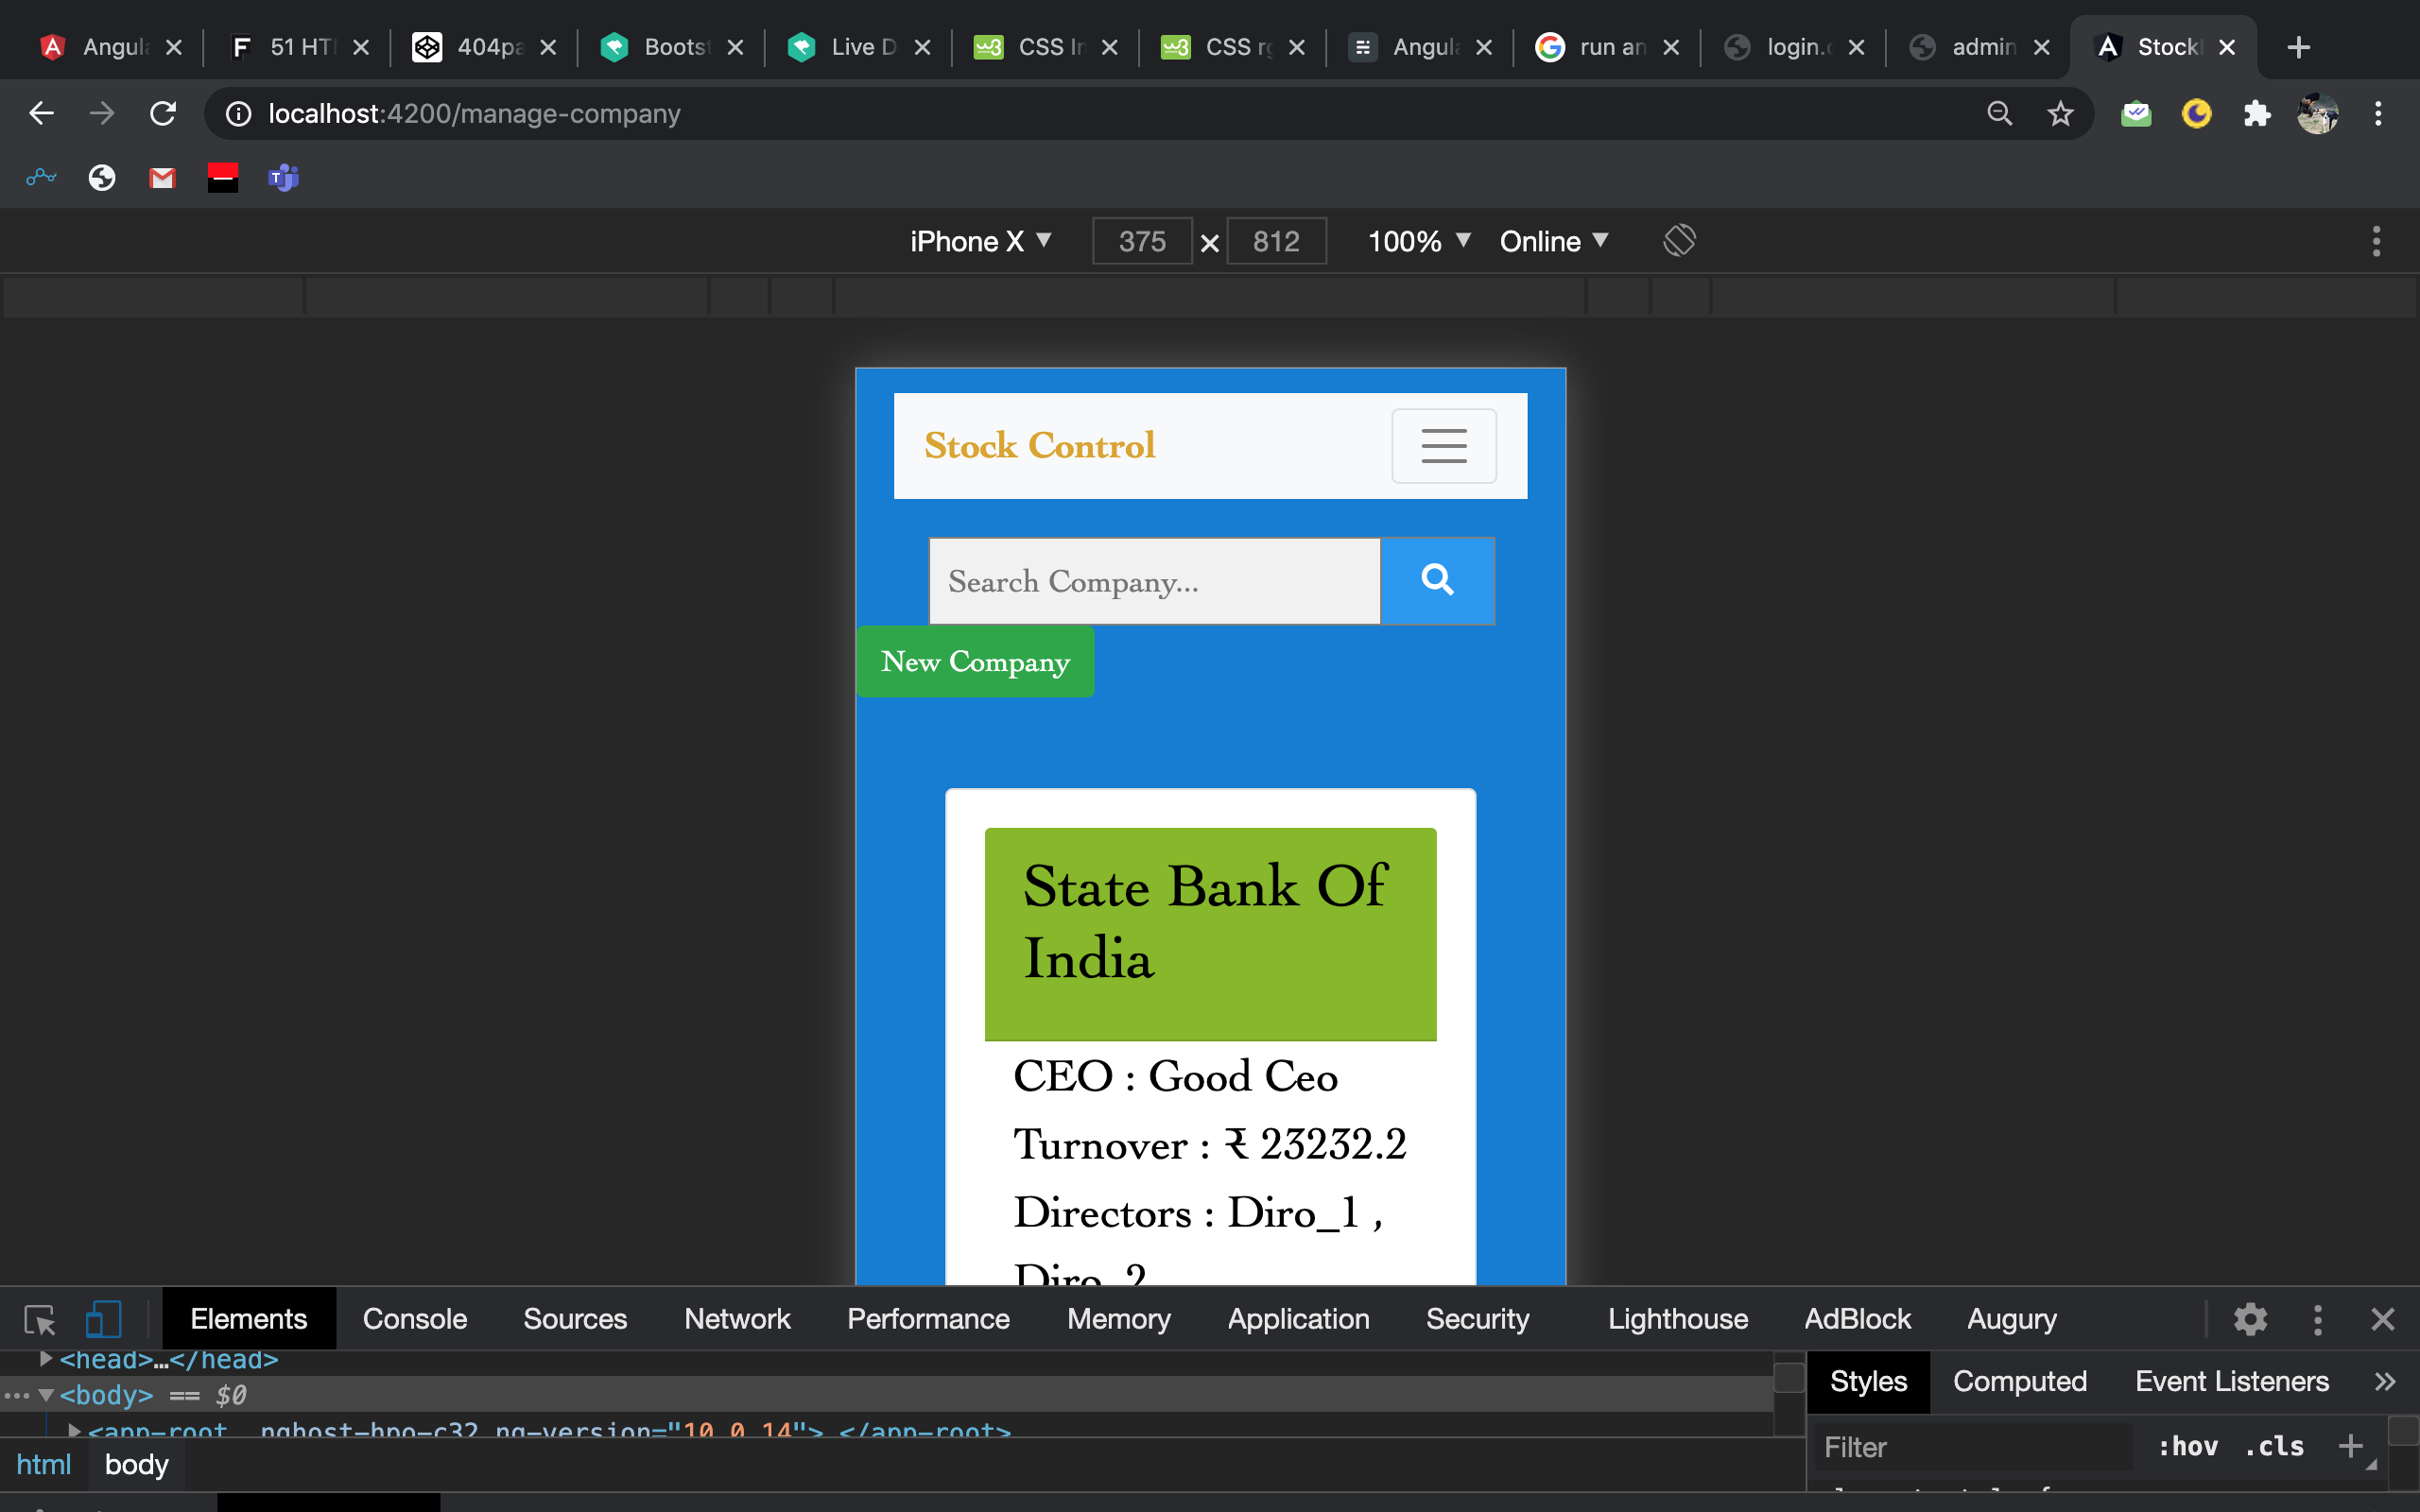 Angul
51 HT
404pa
Boots
Live D
CSS In
CSS rg
Angula
run an
login.
admin
Stock
localhost:4200/manage-company
iPhone X ▼ 375 × 812 100% ▼ Online ▼
Stock Control
Search Company...
New Company
State Bank Of
India
CEO : Good Ceo
Turnover : ₹ 23232.2
Directors : Diro_1 ,
Diro_2
Elements Console Sources Network Performance Memory Application Security Lighthouse AdBlock Augury
<head>…</head>
<body> == $0
<app-root _nghost-hpo-c32 ng-version="10.0.14">…</app-root>
html body
Styles Computed Event Listeners »
Filter :hov .cls +